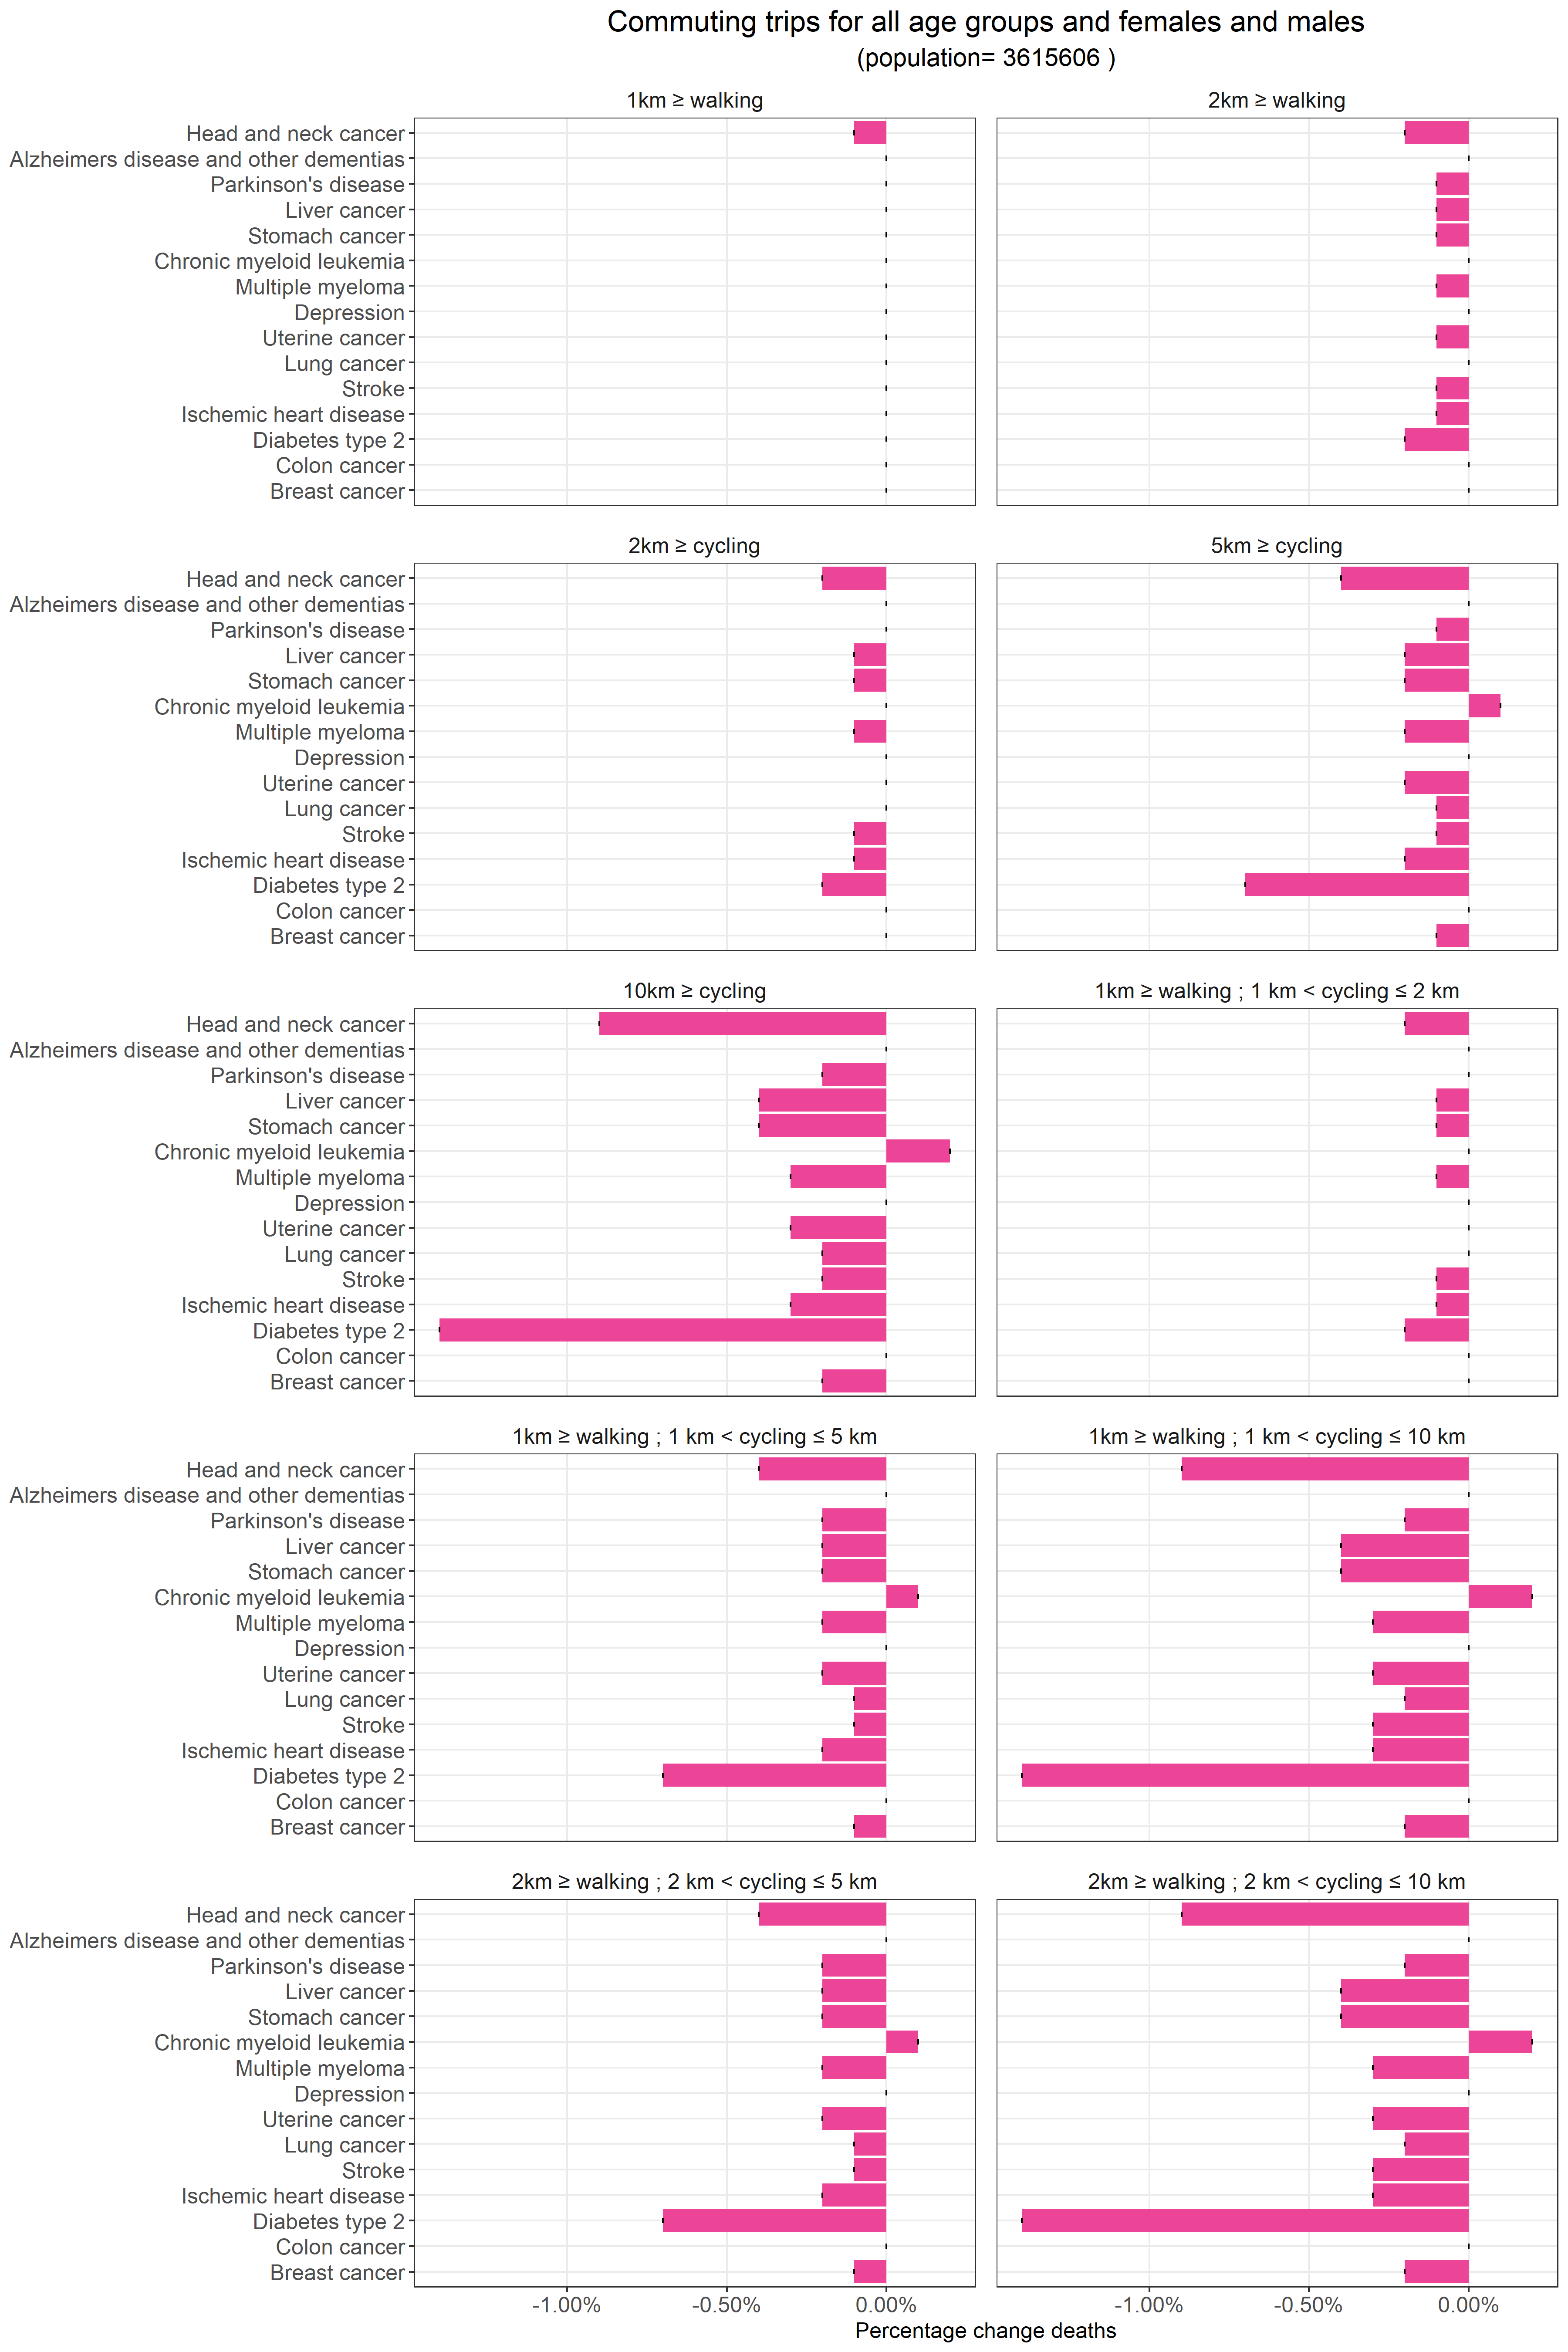 Commuting trips for all age groups and females and males
(population= 3615606 )
1km ≥ walking
2km ≥ walking
Head and neck cancer
Alzheimers disease and other dementias
Parkinson's disease
Liver cancer
Stomach cancer
Chronic myeloid leukemia
Multiple myeloma
Depression
Uterine cancer
Lung cancer
Stroke
Ischemic heart disease
Diabetes type 2
Colon cancer
Breast cancer
2km ≥ cycling
5km ≥ cycling
Head and neck cancer
Alzheimers disease and other dementias
Parkinson's disease
Liver cancer
Stomach cancer
Chronic myeloid leukemia
Multiple myeloma
Depression
Uterine cancer
Lung cancer
Stroke
Ischemic heart disease
Diabetes type 2
Colon cancer
Breast cancer
10km ≥ cycling
1km ≥ walking ; 1 km < cycling ≤ 2 km
Head and neck cancer
Alzheimers disease and other dementias
Parkinson's disease
Liver cancer
Stomach cancer
Chronic myeloid leukemia
Multiple myeloma
Depression
Uterine cancer
Lung cancer
Stroke
Ischemic heart disease
Diabetes type 2
Colon cancer
Breast cancer
1km ≥ walking ; 1 km < cycling ≤ 5 km
1km ≥ walking ; 1 km < cycling ≤ 10 km
Head and neck cancer
Alzheimers disease and other dementias
Parkinson's disease
Liver cancer
Stomach cancer
Chronic myeloid leukemia
Multiple myeloma
Depression
Uterine cancer
Lung cancer
Stroke
Ischemic heart disease
Diabetes type 2
Colon cancer
Breast cancer
2km ≥ walking ; 2 km < cycling ≤ 5 km
2km ≥ walking ; 2 km < cycling ≤ 10 km
Head and neck cancer
Alzheimers disease and other dementias
Parkinson's disease
Liver cancer
Stomach cancer
Chronic myeloid leukemia
Multiple myeloma
Depression
Uterine cancer
Lung cancer
Stroke
Ischemic heart disease
Diabetes type 2
Colon cancer
Breast cancer
-1.00% -0.50% 0.00% -1.00% -0.50% 0.00%
Percentage change deaths